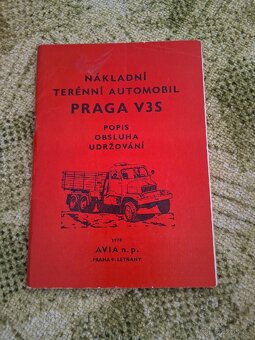 NÁKLADNÍ
TERÉNNÍ AUTOMOBIL
PRAGA V3S
POPIS
OBSLUHA
UDRŽOVÁNÍ
AVIA n. p.
PRAHA 9 - LETŇANY